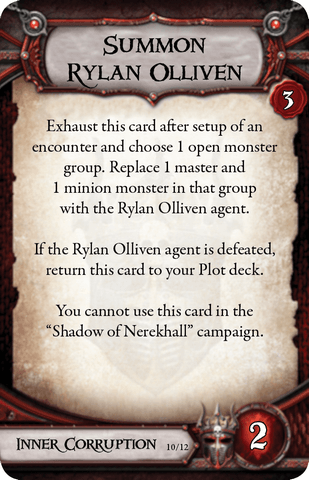 Summon
Rylan Olliven
3
Exhaust this card after setup of an
encounter and choose 1 open monster
group. Replace 1 master and
1 minion monster in that group
with the Rylan Olliven agent.
If the Rylan Olliven agent is defeated,
return this card to your Plot deck.
You cannot use this card in the
“Shadow of Nerekhall” campaign.
Inner Corruption 10/12
2